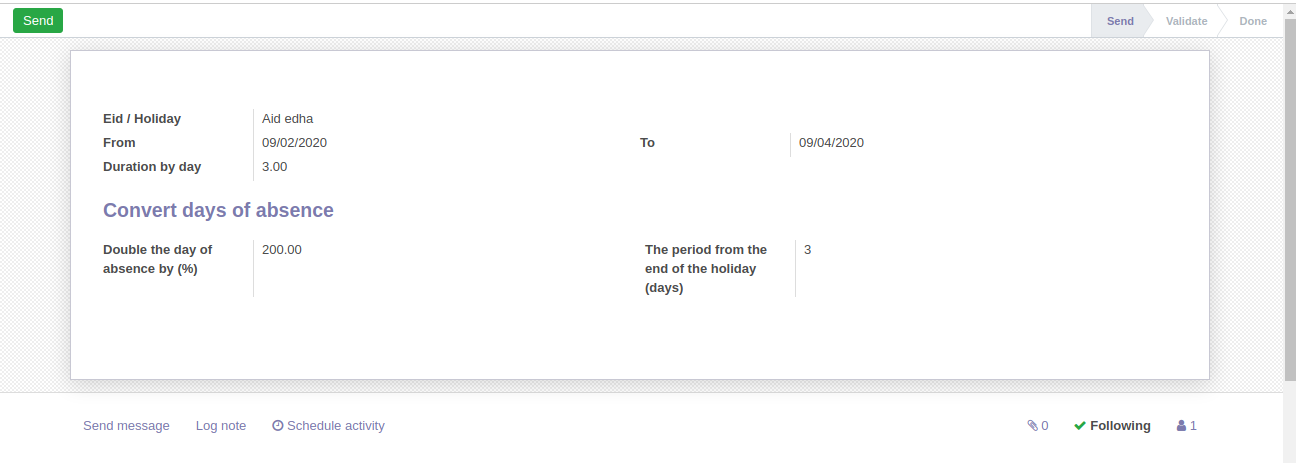 Send
Send Validate Done
Eid / Holiday Aid edha
From 09/02/2020 To 09/04/2020
Duration by day 3.00
Convert days of absence
Double the day of 200.00 The period from the 3
absence by (%) end of the holiday
(days)
Send message Log note Schedule activity 0 Following 1